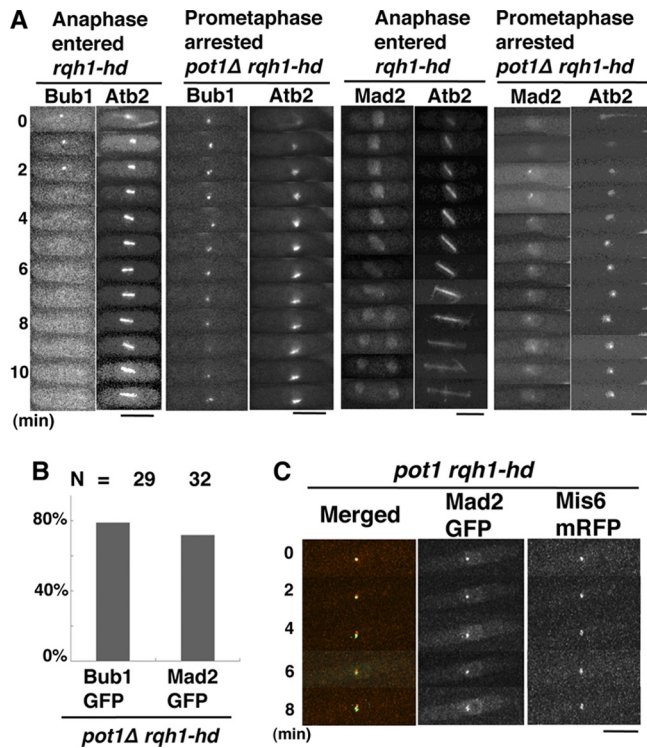 A
Anaphase entered rqh1-hd
Prometaphase arrested pot1Δ rqh1-hd
Anaphase entered rqh1-hd
Prometaphase arrested pot1Δ rqh1-hd
Bub1 Atb2 Bub1 Atb2 Mad2 Atb2 Mad2 Atb2
0
2
4
6
8
10
(min)
B
N = 29 32
80%
40%
0%
Bub1 GFP
Mad2 GFP
pot1Δ rqh1-hd
C
pot1 rqh1-hd
Merged
Mad2 GFP
Mis6 mRFP
0
2
4
6
8
(min)